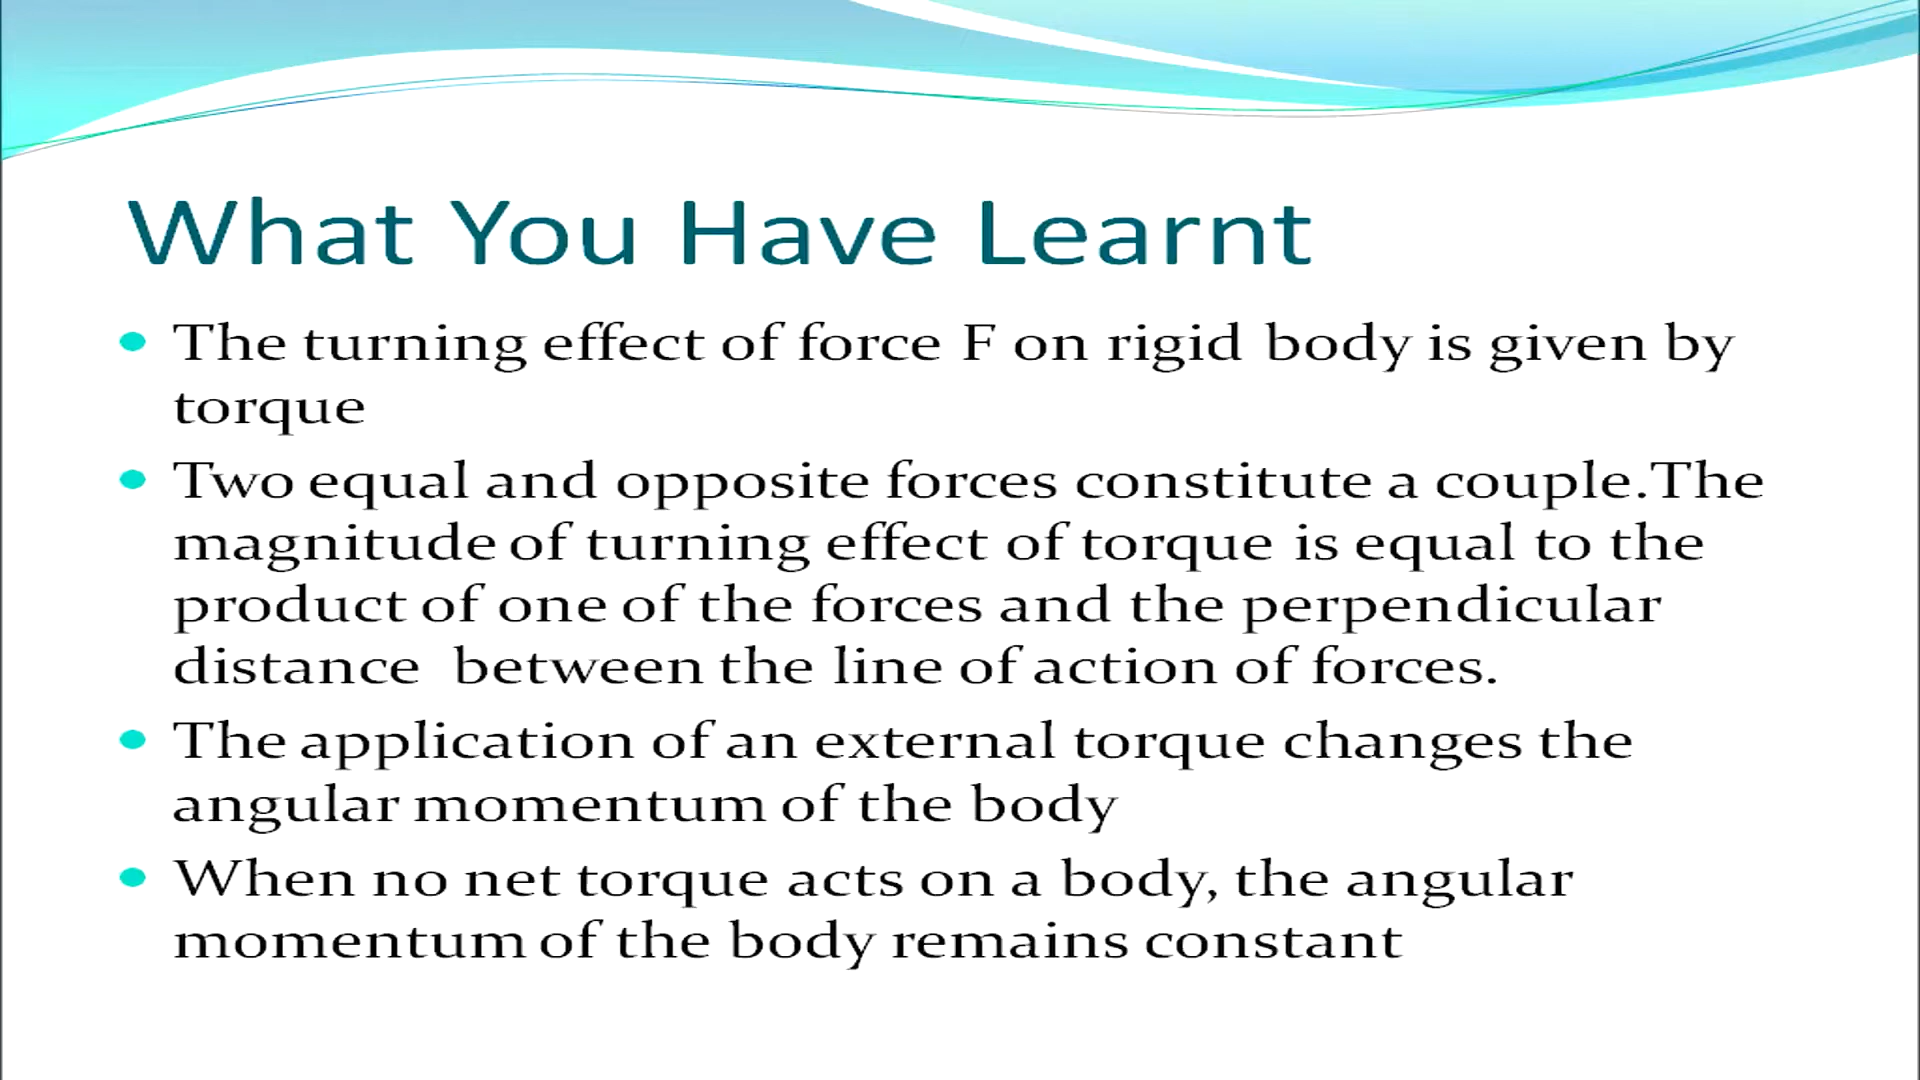 What You Have Learnt
• The turning effect of force F on rigid body is given by
torque
• Two equal and opposite forces constitute a couple.The
magnitude of turning effect of torque is equal to the
product of one of the forces and the perpendicular
distance between the line of action of forces.
• The application of an external torque changes the
angular momentum of the body
• When no net torque acts on a body, the angular
momentum of the body remains constant